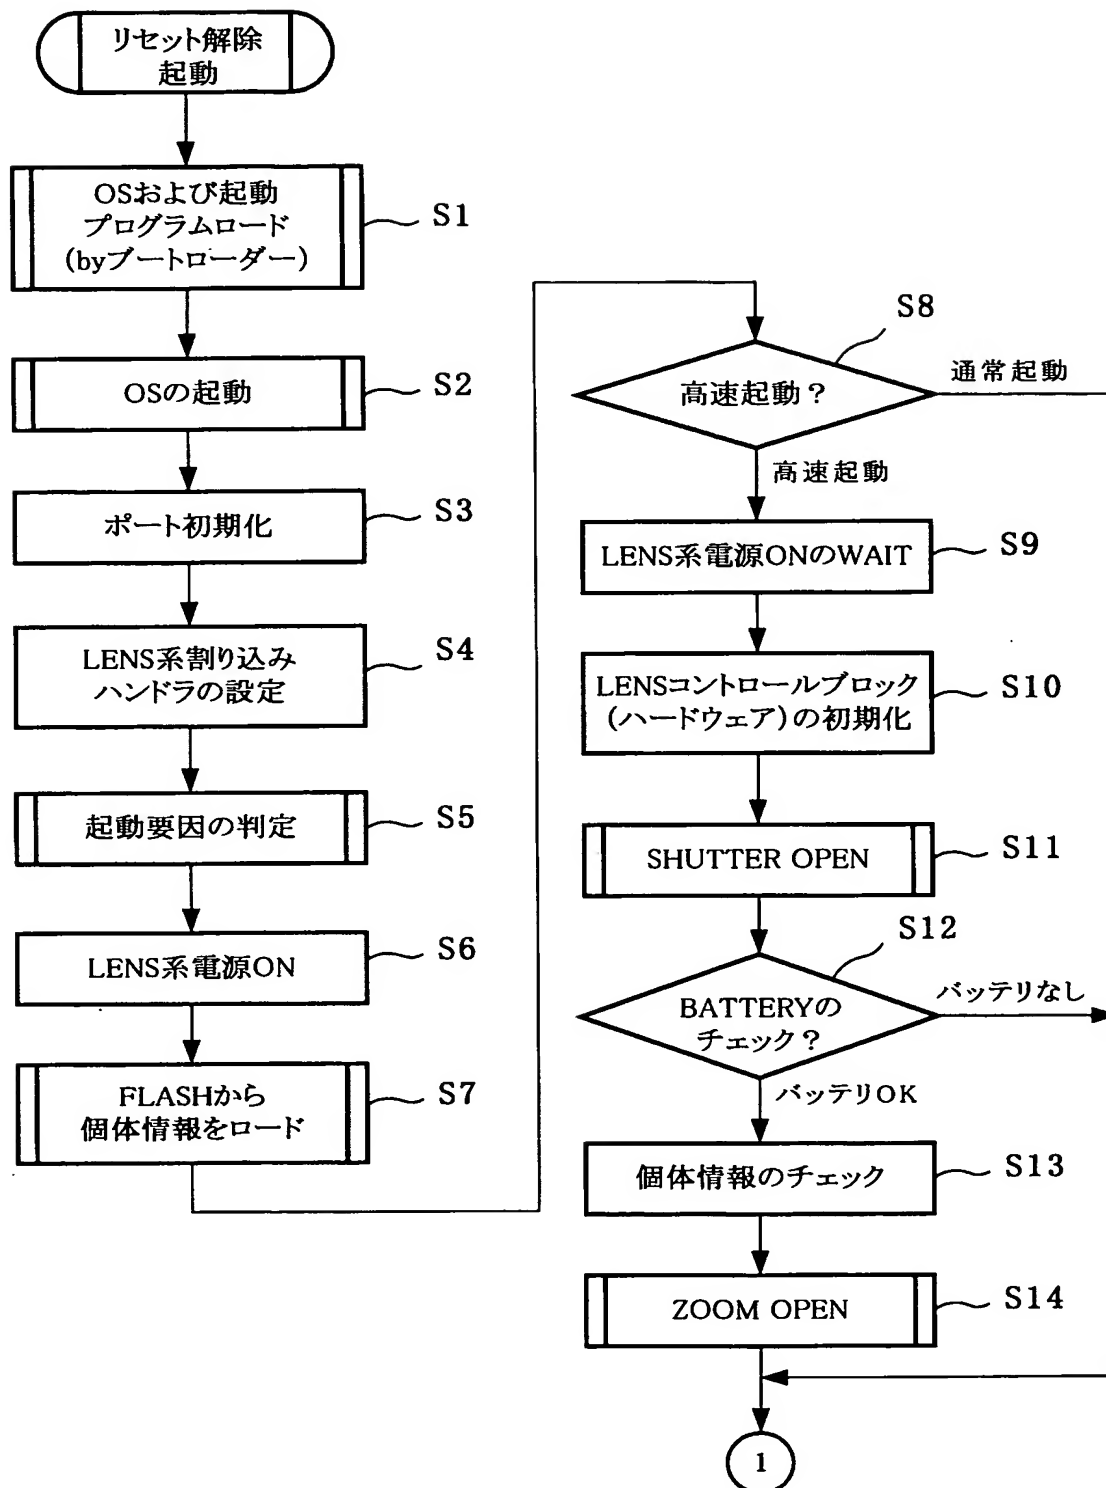 リセット解除
起動
OSおよび起動
プログラムロード
(byブートローダー)
S1
OSの起動
S2
ポート初期化
S3
LENS系割り込み
ハンドラの設定
S4
起動要因の判定
S5
LENS系電源ON
S6
FLASHから
個体情報をロード
S7
高速起動？
S8
通常起動
高速起動
LENS系電源ONのWAIT
S9
LENSコントロールブロック
(ハードウェア)の初期化
S10
SHUTTER OPEN
S11
BATTERYの
チェック？
S12
バッテリなし
バッテリOK
個体情報のチェック
S13
ZOOM OPEN
S14
1